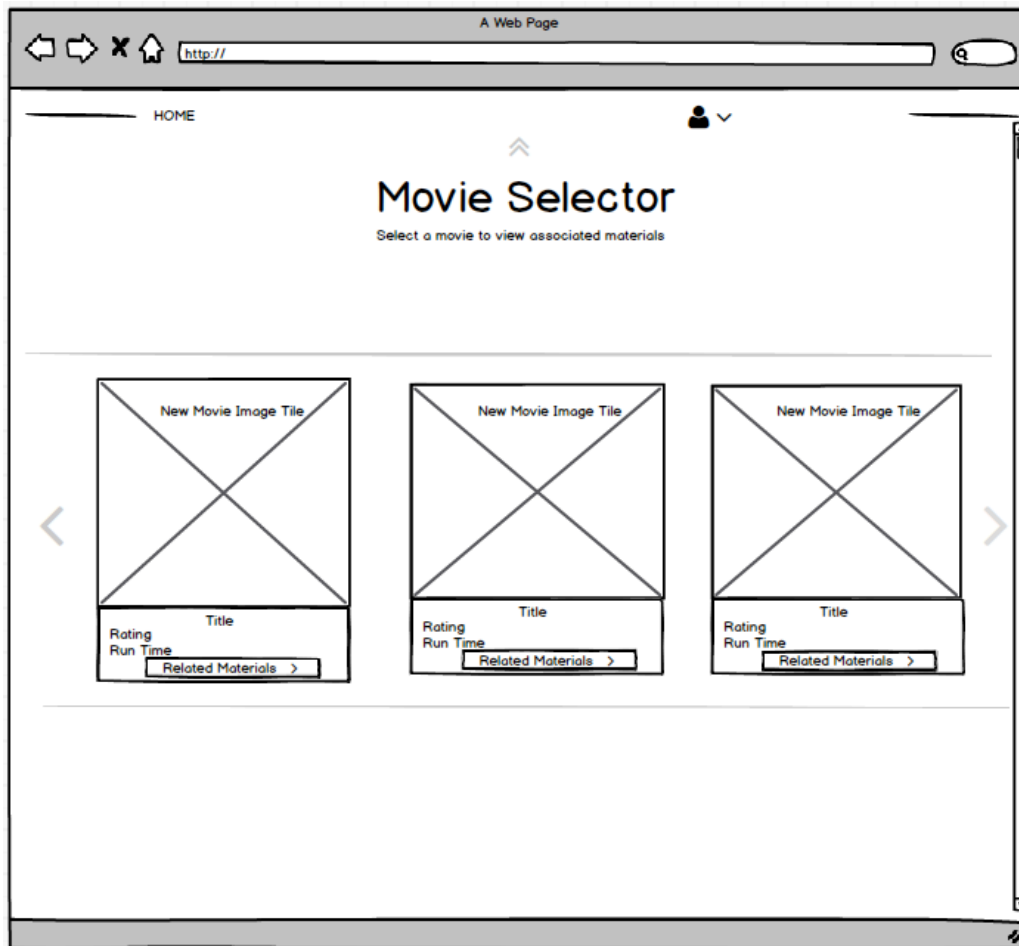 A Web Page
http://
HOME
Movie Selector
Select a movie to view associated materials
New Movie Image Tile
New Movie Image Tile
New Movie Image Tile
Title
Rating
Run Time
Related Materials >
Title
Rating
Run Time
Related Materials >
Title
Rating
Run Time
Related Materials >